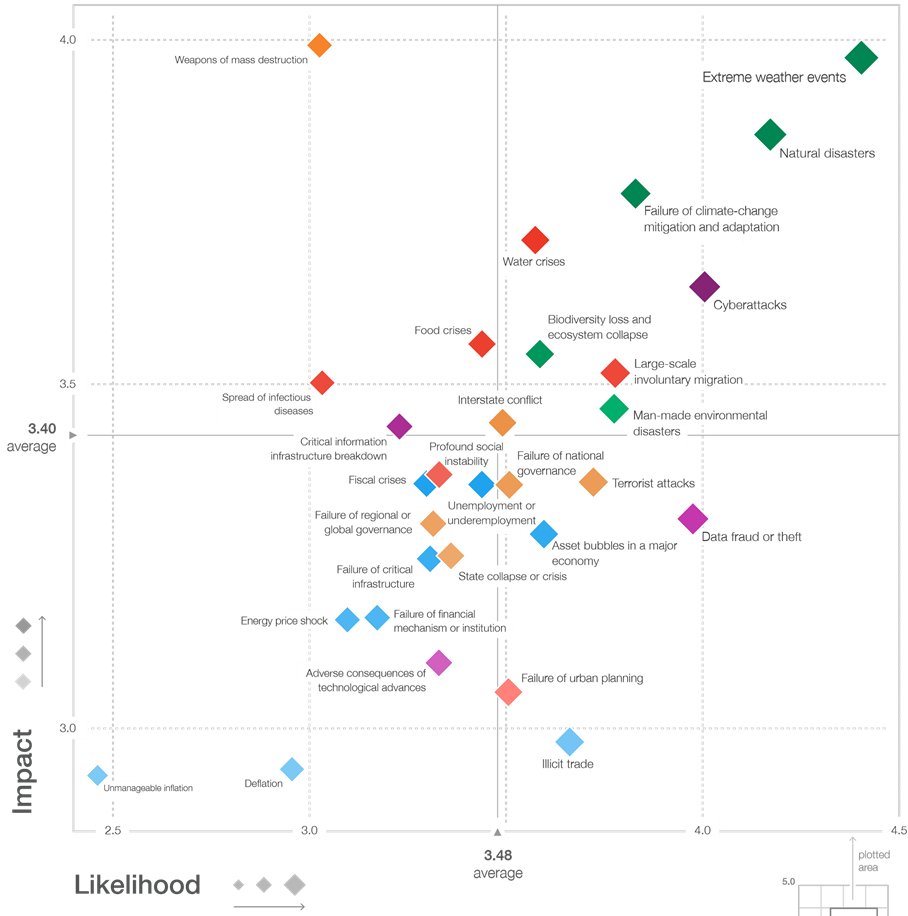 4.0
Weapons of mass destruction
Extreme weather events
Natural disasters
Failure of climate-change
mitigation and adaptation
Water crises
Cyberattacks
Biodiversity loss and
ecosystem collapse
Food crises
Large-scale
involuntary migration
3.5
Spread of infectious
diseases
Interstate conflict
Man-made environmental
disasters
3.40
average
Critical information
infrastructure breakdown
Profound social
instability
Failure of national
governance
Fiscal crises
Terrorist attacks
Unemployment or
underemployment
Failure of regional or
global governance
Data fraud or theft
Asset bubbles in a major
economy
Failure of critical
infrastructure
State collapse or crisis
Energy price shock
Failure of financial
mechanism or institution
Adverse consequences of
technological advances
Failure of urban planning
3.0
Illicit trade
Deflation
Unmanageable inflation
Impact
2.5
3.0
4.0
4.5
3.48
average
plotted
area
Likelihood
5.0